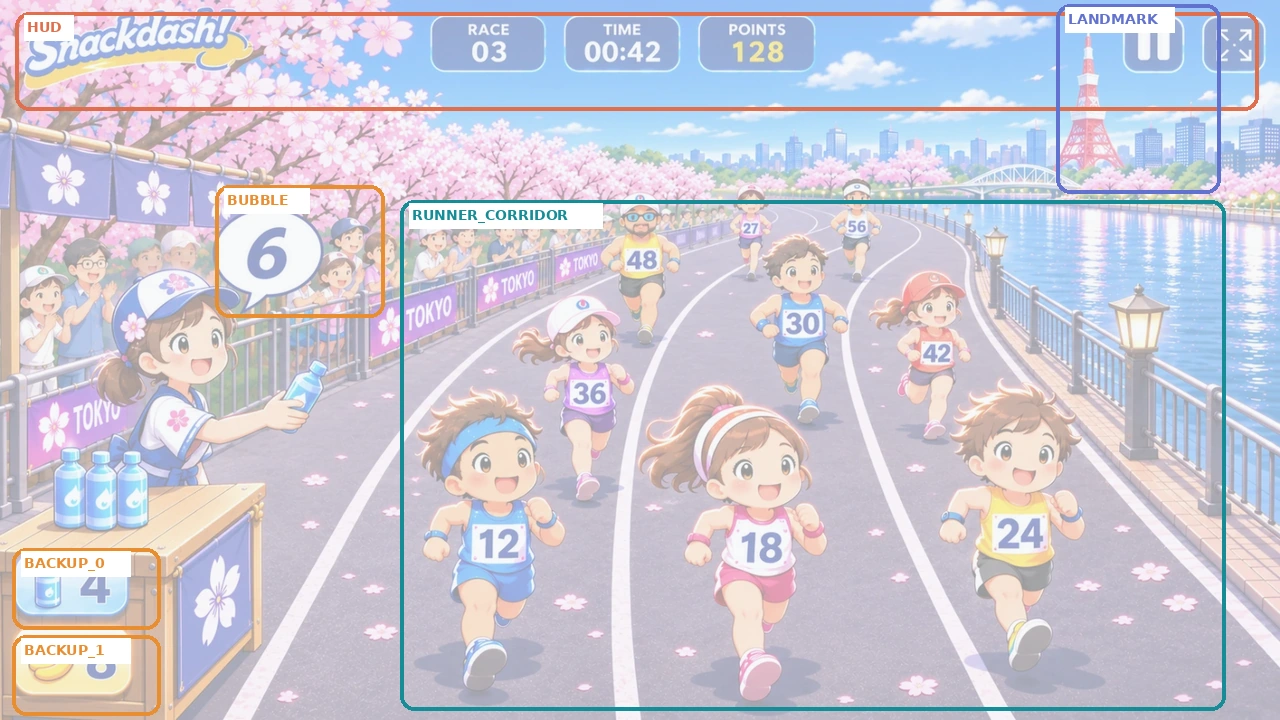 HUD
Snackdash!
RACE
03
TIME
00:42
POINTS
128
LANDMARK
BUBBLE
6
RUNNER_CORRIDOR
27
56
48
TOKYO
TOKYO
TOKYO
30
42
36
TOKYO
12
18
24
BACKUP_0
4
BACKUP_1